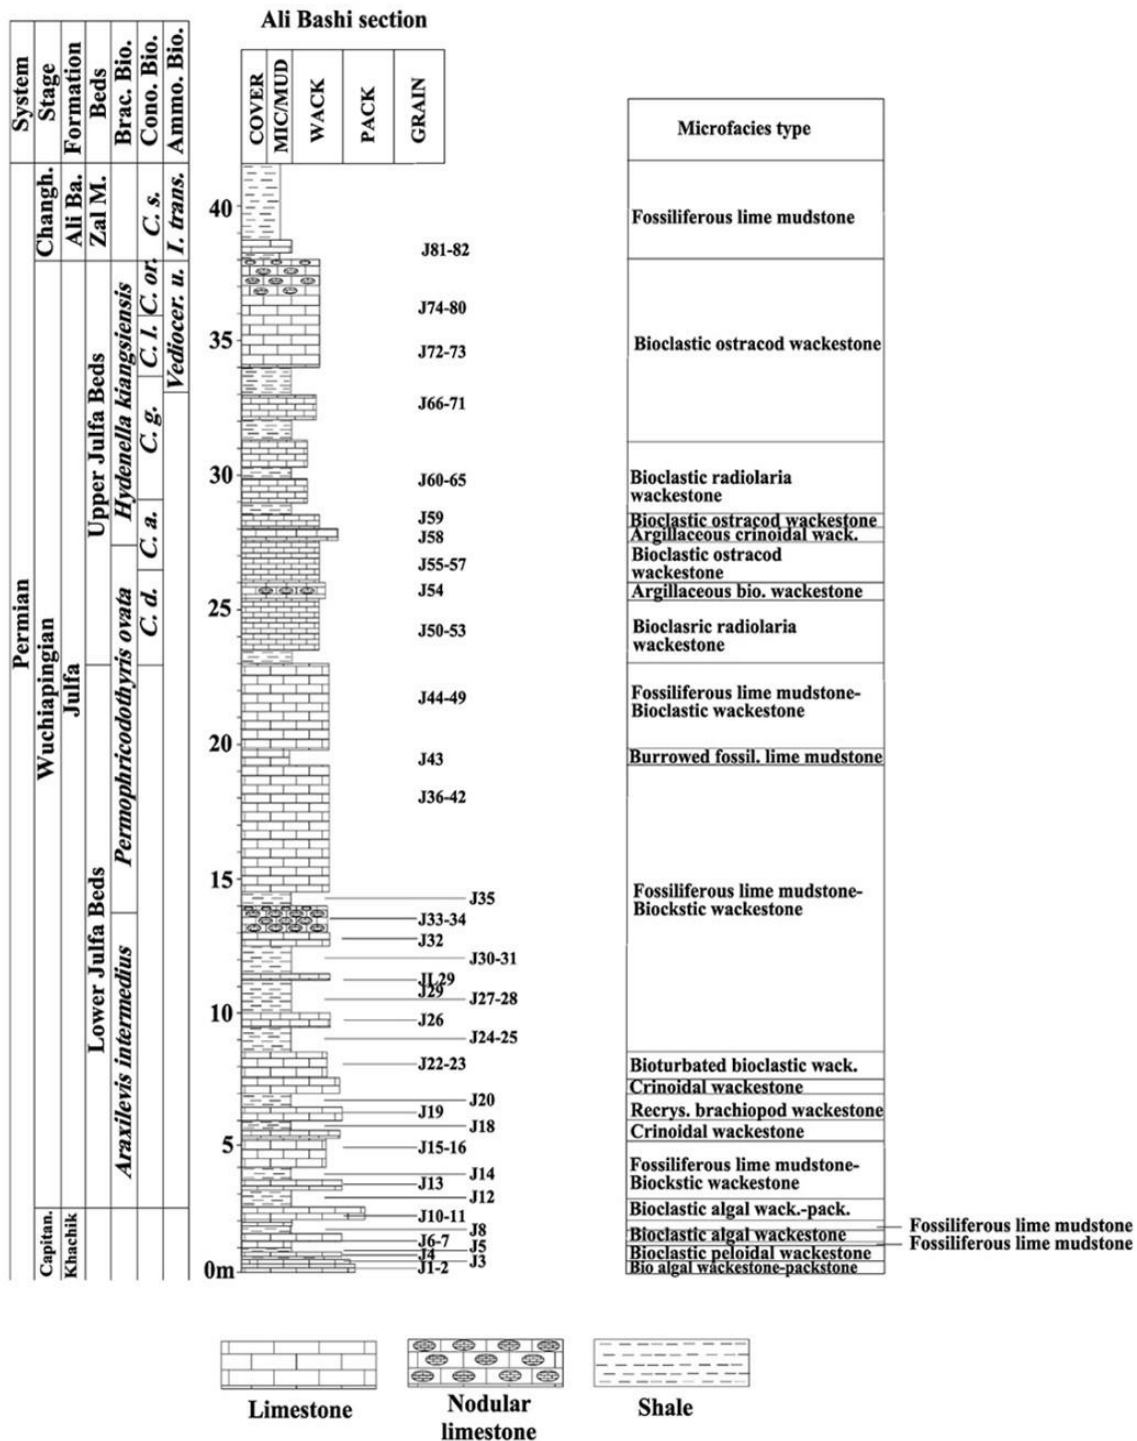 Ali Bashi section
System
Stage
Formation
Beds
Brac. Bio.
Cono. Bio.
Ammo. Bio.
COVER
MIC/MUD
WACK
PACK
GRAIN
Microfacies type
Permian
Changh.
Wuchiapingian
Capitan.
Ali Ba.
Julfa
Khachik
Zal M.
Upper Julfa Beds
Lower Julfa Beds
Hydenella kiangsiensis
Permophricodothyris ovata
Araxilevis intermedius
C. s.
C. or.
C. l.
C. g.
C. a.
C. d.
I. trans.
Vediocer. u.
40
35
30
25
20
15
10
5
0m
J81-82
J74-80
J72-73
J66-71
J60-65
J59
J58
J55-57
J54
J50-53
J44-49
J43
J36-42
J35
J33-34
J32
J30-31
JL29
J29
J27-28
J26
J24-25
J22-23
J20
J19
J18
J15-16
J14
J13
J12
J10-11
J8
J6-7
J5
J4
J3
J1-2
Fossiliferous lime mudstone
Bioclastic ostracod wackestone
Bioclastic radiolaria
wackestone
Bioclastic ostracod wackestone
Argillaceous crinoidal wack.
Bioclastic ostracod
wackestone
Argillaceous bio. wackestone
Bioclasric radiolaria
wackestone
Fossiliferous lime mudstone-
Bioclastic wackestone
Burrowed fossil. lime mudstone
Fossiliferous lime mudstone-
Biockstic wackestone
Bioturbated bioclastic wack.
Crinoidal wackestone
Recrys. brachiopod wackestone
Crinoidal wackestone
Fossiliferous lime mudstone-
Biockstic wackestone
Bioclastic algal wack.-pack.
Fossiliferous lime mudstone
Bioclastic algal wackestone
Fossiliferous lime mudstone
Bioclastic peloidal wackestone
Bio algal wackestone-packstone
Limestone
Nodular
limestone
Shale